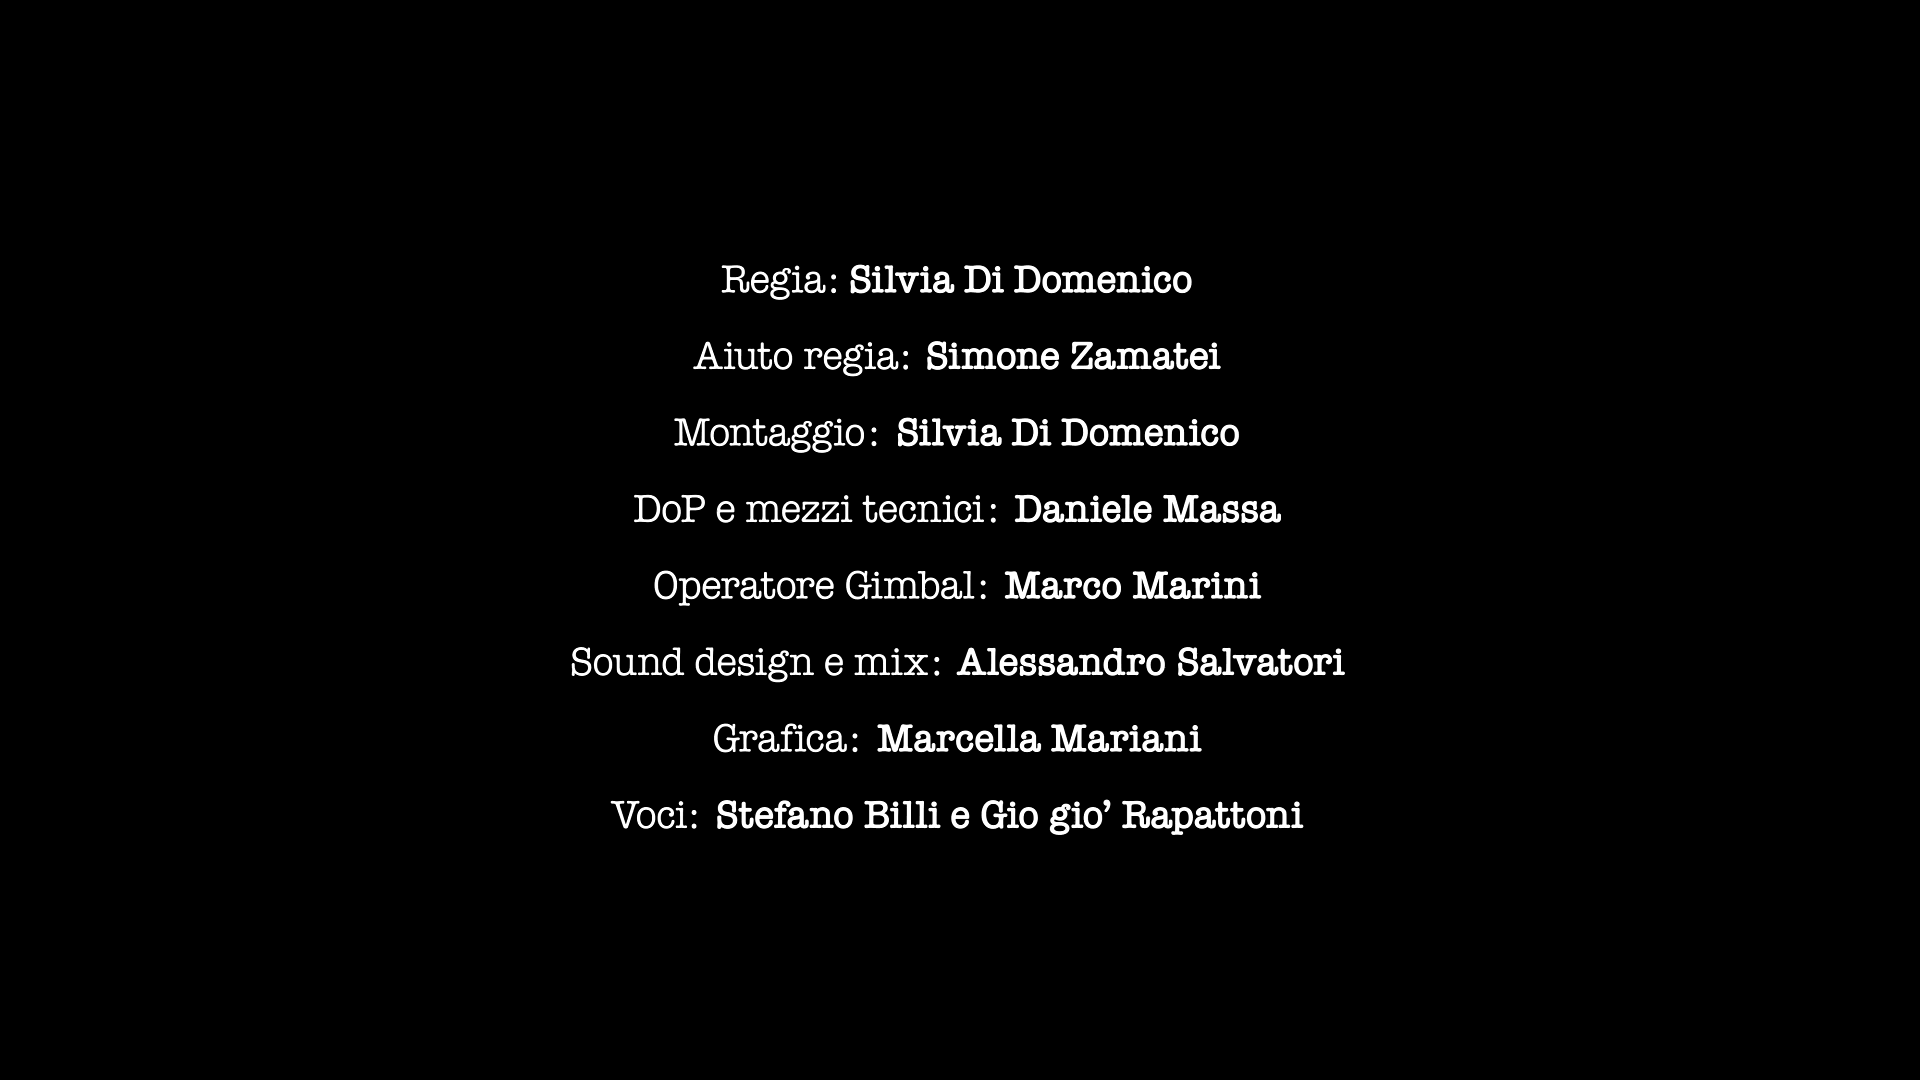 Regia: Silvia Di Domenico
Aiuto regia: Simone Zamatei
Montaggio: Silvia Di Domenico
DoP e mezzi tecnici: Daniele Massa
Operatore Gimbal: Marco Marini
Sound design e mix: Alessandro Salvatori
Grafica: Marcella Mariani
Voci: Stefano Billi e Gio gio’ Rapattoni